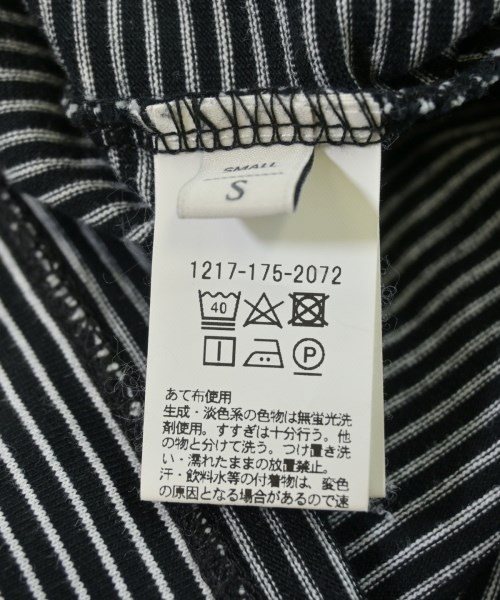 SMALL
S
1217-175-2072
40
P
あて布使用
生成・淡色系の色物は無蛍光洗
剤使用。すすぎは十分行う。他
の物と分けて洗う。つけ置き洗
い・濡れたままの放置禁止。
汗・飲料水等の付着物は、変色
の原因となる場合があるので速